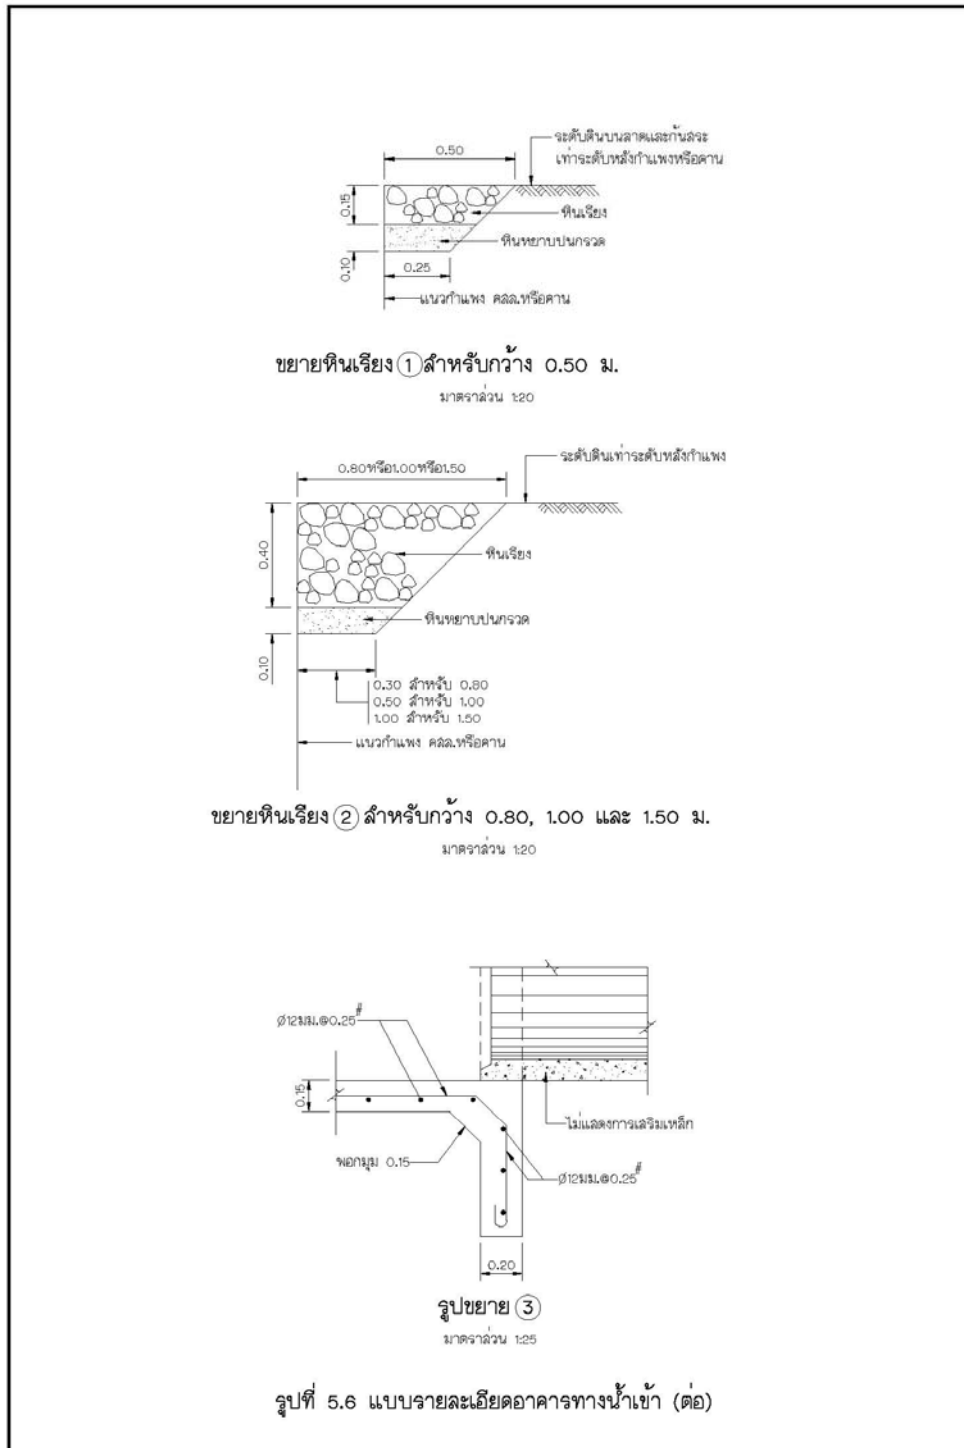 0.50
ระดับดินบนลาดและก้นสระ
เท่าระดับหลังกำแพงหรือคาน
0.15
หินเรียง
หินหยาบปนกรวด
0.10
0.25
แนวกำแพง คสล.หรือคาน
ขยายหินเรียง 1 สำหรับกว้าง 0.50 ม.
มาตราส่วน 1:20
ระดับดินเท่าระดับหลังกำแพง
0.80หรือ1.00หรือ1.50
0.40
หินเรียง
หินหยาบปนกรวด
0.10
0.30 สำหรับ 0.80
0.50 สำหรับ 1.00
1.00 สำหรับ 1.50
แนวกำแพง คสล.หรือคาน
ขยายหินเรียง 2 สำหรับกว้าง 0.80, 1.00 และ 1.50 ม.
มาตราส่วน 1:20
Ø12มม.@0.25#
0.15
ไม่แสดงการเสริมเหล็ก
พอกมุม 0.15
Ø12มม.@0.25#
0.20
รูปขยาย 3
มาตราส่วน 1:25
รูปที่ 5.6 แบบรายละเอียดอาคารทางน้ำเข้า (ต่อ)